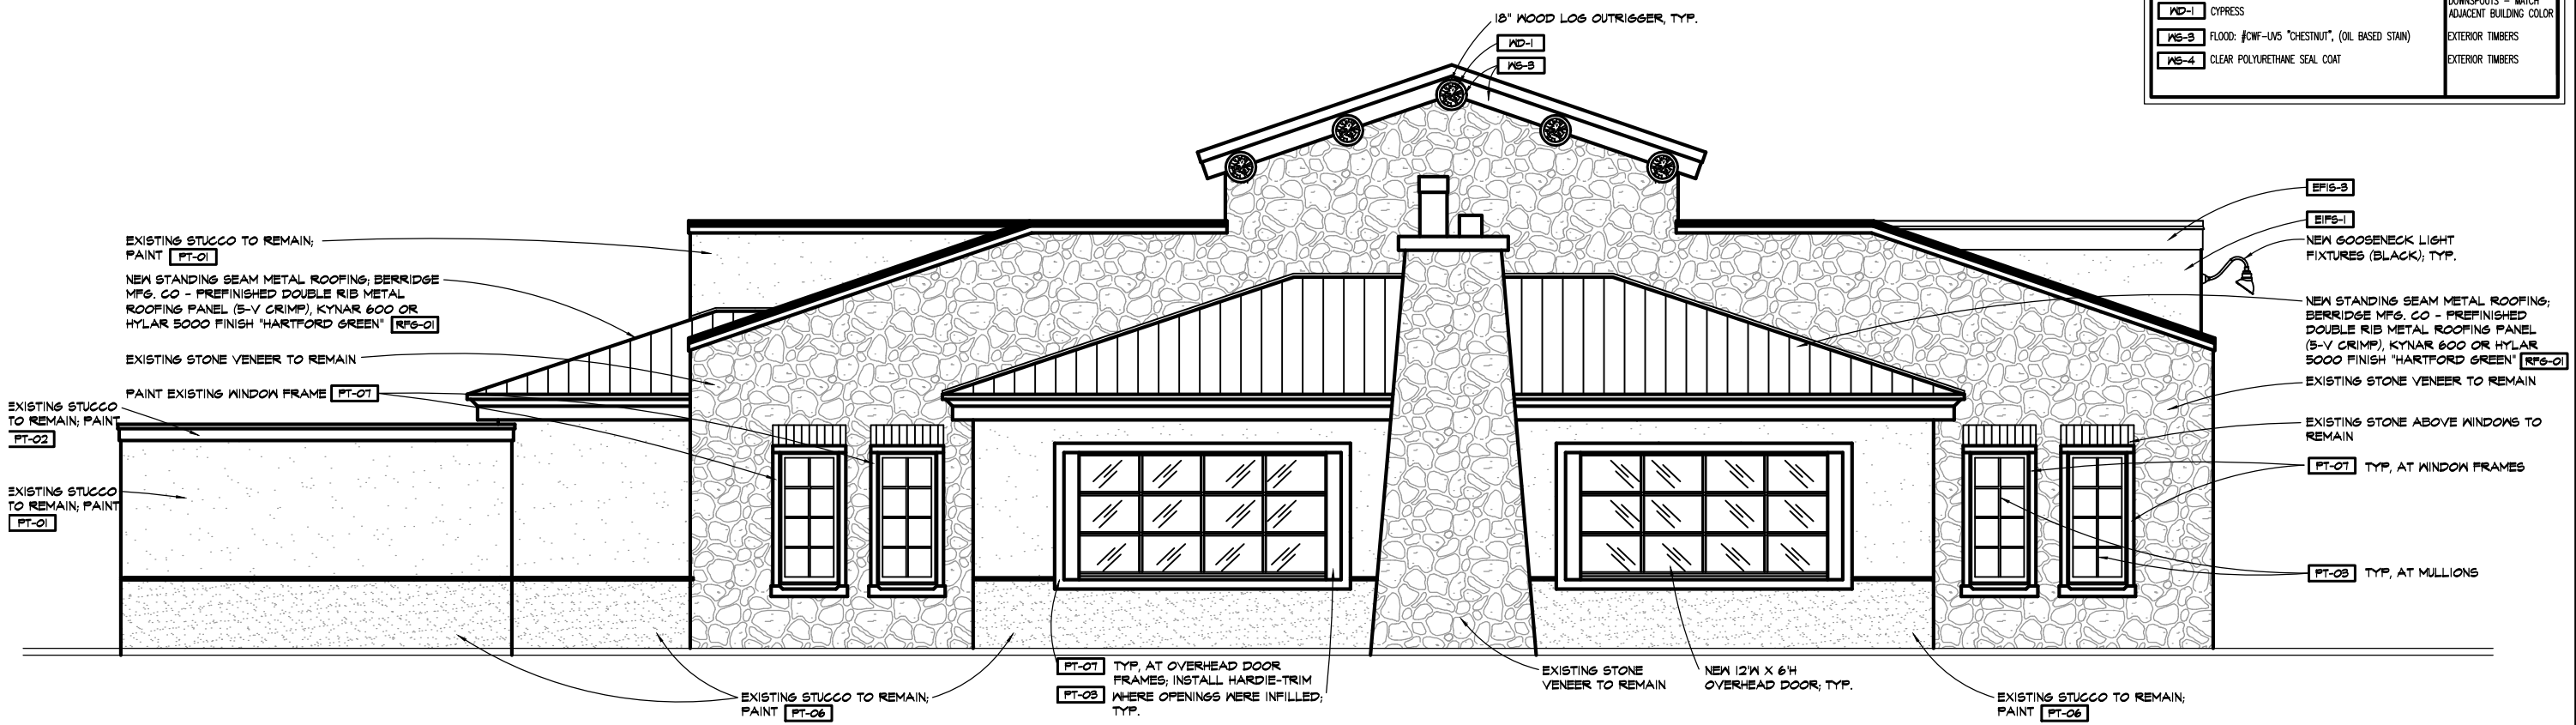 18" WOOD LOG OUTRIGGER, TYP.
WD-1
WS-3
DOWNSPOUTS - MATCH
WD-1 CYPRESS ADJACENT BUILDING COLOR
WS-3 FLOOD: #CWF-UV5 "CHESTNUT", (OIL BASED STAIN) EXTERIOR TIMBERS
WS-4 CLEAR POLYURETHANE SEAL COAT EXTERIOR TIMBERS
EXISTING STUCCO TO REMAIN;
PAINT PT-01
NEW STANDING SEAM METAL ROOFING; BERRIDGE
MFG. CO - PREFINISHED DOUBLE RIB METAL
ROOFING PANEL (5-V CRIMP), KYNAR 600 OR
HYLAR 5000 FINISH "HARTFORD GREEN" RFG-01
EXISTING STONE VENEER TO REMAIN
PAINT EXISTING WINDOW FRAME PT-07
EXISTING STUCCO
TO REMAIN; PAINT
PT-02
EXISTING STUCCO
TO REMAIN; PAINT
PT-01
EFIS-3
EIFS-1
NEW GOOSENECK LIGHT
FIXTURES (BLACK); TYP.
NEW STANDING SEAM METAL ROOFING;
BERRIDGE MFG. CO - PREFINISHED
DOUBLE RIB METAL ROOFING PANEL
(5-V CRIMP), KYNAR 600 OR HYLAR
5000 FINISH "HARTFORD GREEN" RFG-01
EXISTING STONE VENEER TO REMAIN
EXISTING STONE ABOVE WINDOWS TO
REMAIN
PT-07 TYP, AT WINDOW FRAMES
PT-03 TYP, AT MULLIONS
EXISTING STUCCO TO REMAIN;
PAINT PT-06
PT-07 TYP, AT OVERHEAD DOOR
FRAMES; INSTALL HARDIE-TRIM
PT-03 WHERE OPENINGS WERE INFILLED;
TYP.
EXISTING STONE
VENEER TO REMAIN
NEW 12'W X 6'H
OVERHEAD DOOR; TYP.
EXISTING STUCCO TO REMAIN;
PAINT PT-06